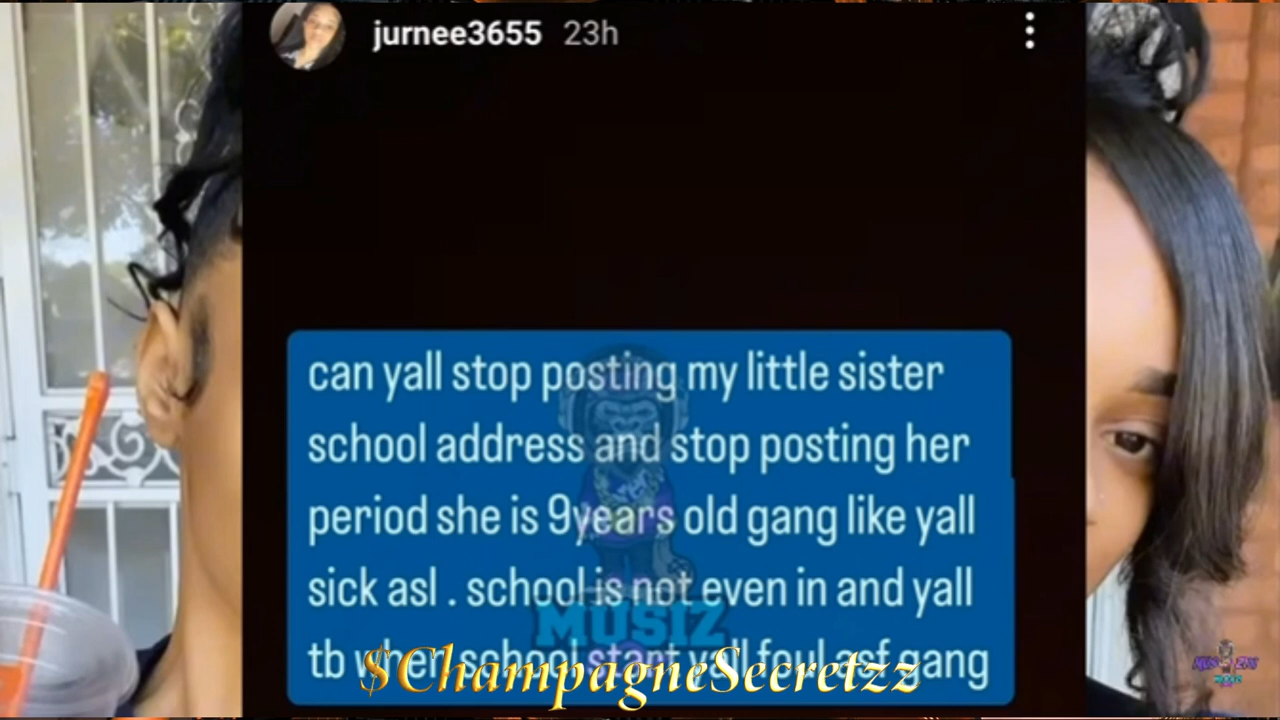 jurnee3655 23h
can yall stop posting my little sister
school address and stop posting her
period she is 9years old gang like yall
sick asl . school is not even in and yall
tb when school start yall foul asf gang
MUSIZ
$ChampagneSecretzz